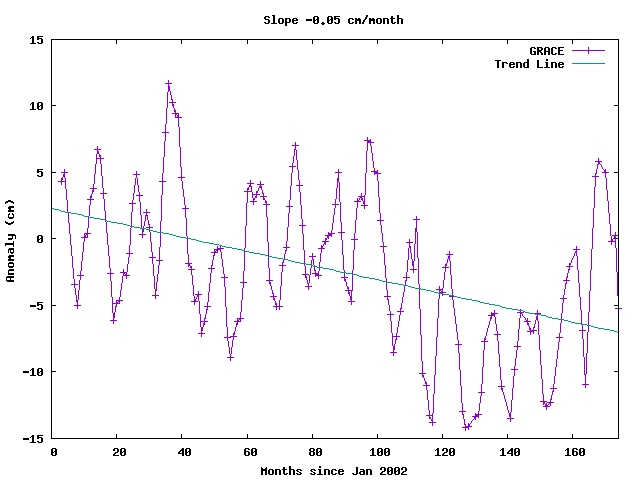 Slope -0.05 cm/month
GRACE
Trend Line
15
10
5
0
-5
-10
-15
Anomaly (cm)
0 20 40 60 80 100 120 140 160
Months since Jan 2002